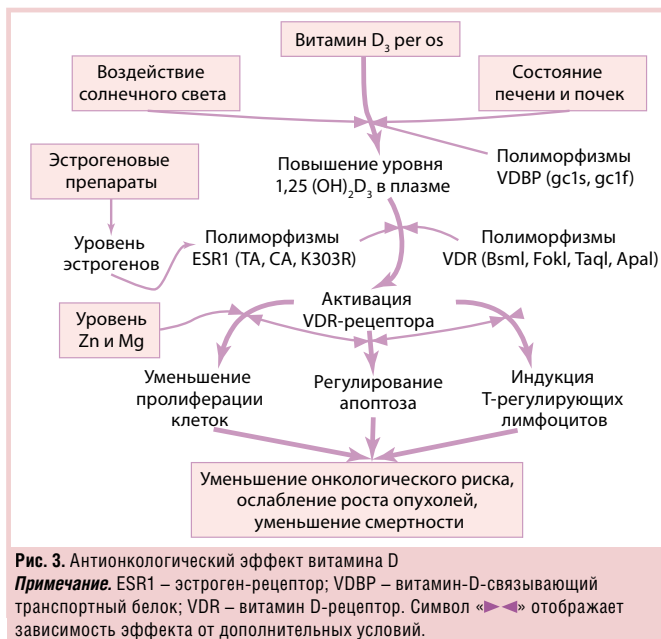 Витамин D₃ per os
Воздействие
солнечного света
Состояние
печени и почек
Эстрогеновые
препараты
Повышение уровня
1,25 (OH)₂D₃ в плазме
Полиморфизмы
VDBP (gc1s, gc1f)
Уровень
эстрогенов
Полиморфизмы
ESR1 (TA, CA, K303R)
Полиморфизмы
VDR (BsmI, FokI, TaqI, ApaI)
Активация
VDR-рецептора
Уровень
Zn и Mg
Уменьшение
пролиферации
клеток
Регулирование
апоптоза
Индукция
Т-регулирующих
лимфоцитов
Уменьшение онкологического риска,
ослабление роста опухолей,
уменьшение смертности
Рис. 3. Антионкологический эффект витамина D
Примечание. ESR1 – эстроген-рецептор; VDBP – витамин-D-связывающий
транспортный белок; VDR – витамин D-рецептор. Символ «►◄» отображает
зависимость эффекта от дополнительных условий.